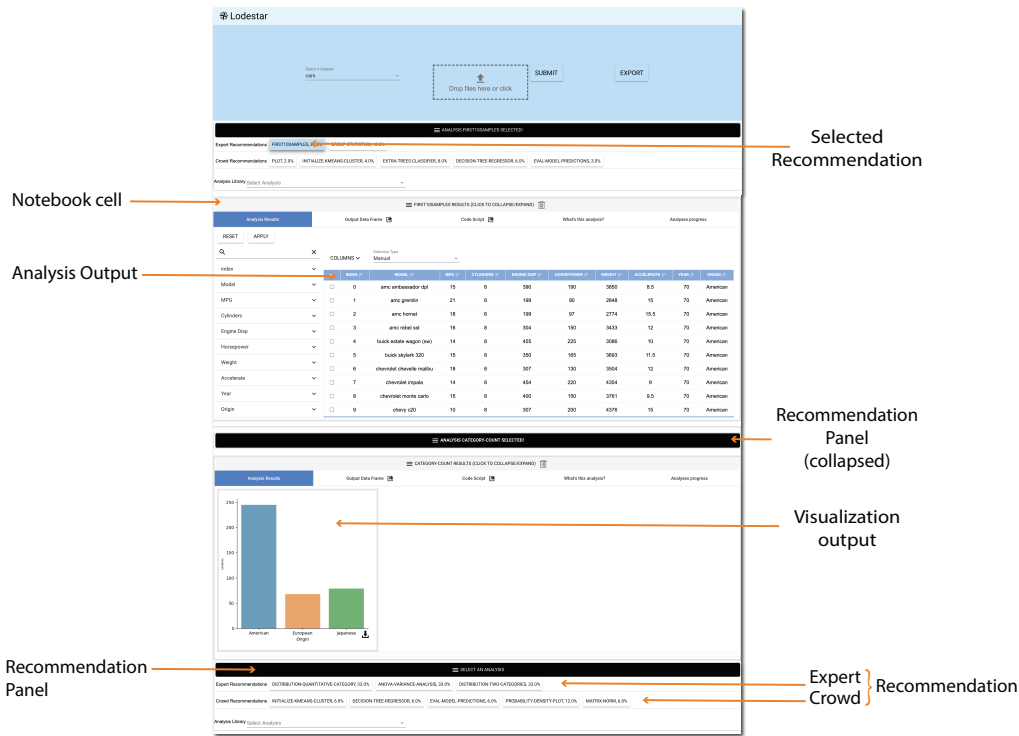 Lodestar
Select A Dataset
cars
Drop files here or click
SUBMIT
EXPORT
ANALYSIS FIRST10SAMPLES SELECTED!
Selected
Recommendation
Expert Recommendations FIRST10SAMPLES,
Crowd Recommendations PLOT, 2.0% INITIALIZE-KMEANS-CLUSTER, 4.0% EXTRA-TREES-CLASSIFIER, 8.0% DECISION-TREE-REGRESSOR, 6.0% EVAL-MODEL-PREDICTIONS, 3.0%
Analysis Library Select Analysis
Notebook cell
FIRST10SAMPLES RESULTS (CLICK TO COLLAPSE/EXPAND)
Analysis Results Output Data Frame Code Script What's this analysis? Analyses progress
RESET APPLY
COLUMNS
Selection Type
Manual
Analysis Output
Index
Model
MPG
Cylinders
Engine Disp
Horsepower
Weight
Accelerate
Year
Origin
INDEX MODEL MPG CYLINDERS ENGINE DISP HORSEPOWER WEIGHT ACCELERATE YEAR ORIGIN
0 amc ambassador dpl 15 8 390 190 3850 8.5 70 American
1 amc gremlin 21 6 199 90 2648 15 70 American
2 amc hornet 18 6 199 97 2774 15.5 70 American
3 amc rebel sst 16 8 304 150 3433 12 70 American
4 buick estate wagon (sw) 14 8 455 225 3086 10 70 American
5 buick skylark 320 15 8 350 165 3693 11.5 70 American
6 chevrolet chevelle malibu 18 8 307 130 3504 12 70 American
7 chevrolet impala 14 8 454 220 4354 9 70 American
8 chevrolet monte carlo 15 8 400 150 3761 9.5 70 American
9 chevy c20 10 8 307 200 4376 15 70 American
Recommendation
Panel
(collapsed)
ANALYSIS CATEGORY-COUNT SELECTED!
CATEGORY-COUNT RESULTS (CLICK TO COLLAPSE/EXPAND)
Analysis Results Output Data Frame Code Script What's this analysis? Analyses progress
250
200
150
100
50
0
American European Japanese
Origin
Visualization
output
Recommendation
Panel
SELECT AN ANALYSIS
Expert Recommendations DISTRIBUTION-QUANTITATIVE-CATEGORY, 33.0% ANOVA-VARIANCE-ANALYSIS, 33.0% DISTRIBUTION-TWO-CATEGORIES, 33.0%
Crowd Recommendations INITIALIZE-KMEANS-CLUSTER, 6.0% DECISION-TREE-REGRESSOR, 6.0% EVAL-MODEL-PREDICTIONS, 6.0% PROBABILITY-DENSITY-PLOT, 12.0% MATRIX-NORM, 6.0%
Analysis Library Select Analysis
Expert
Crowd
Recommendation